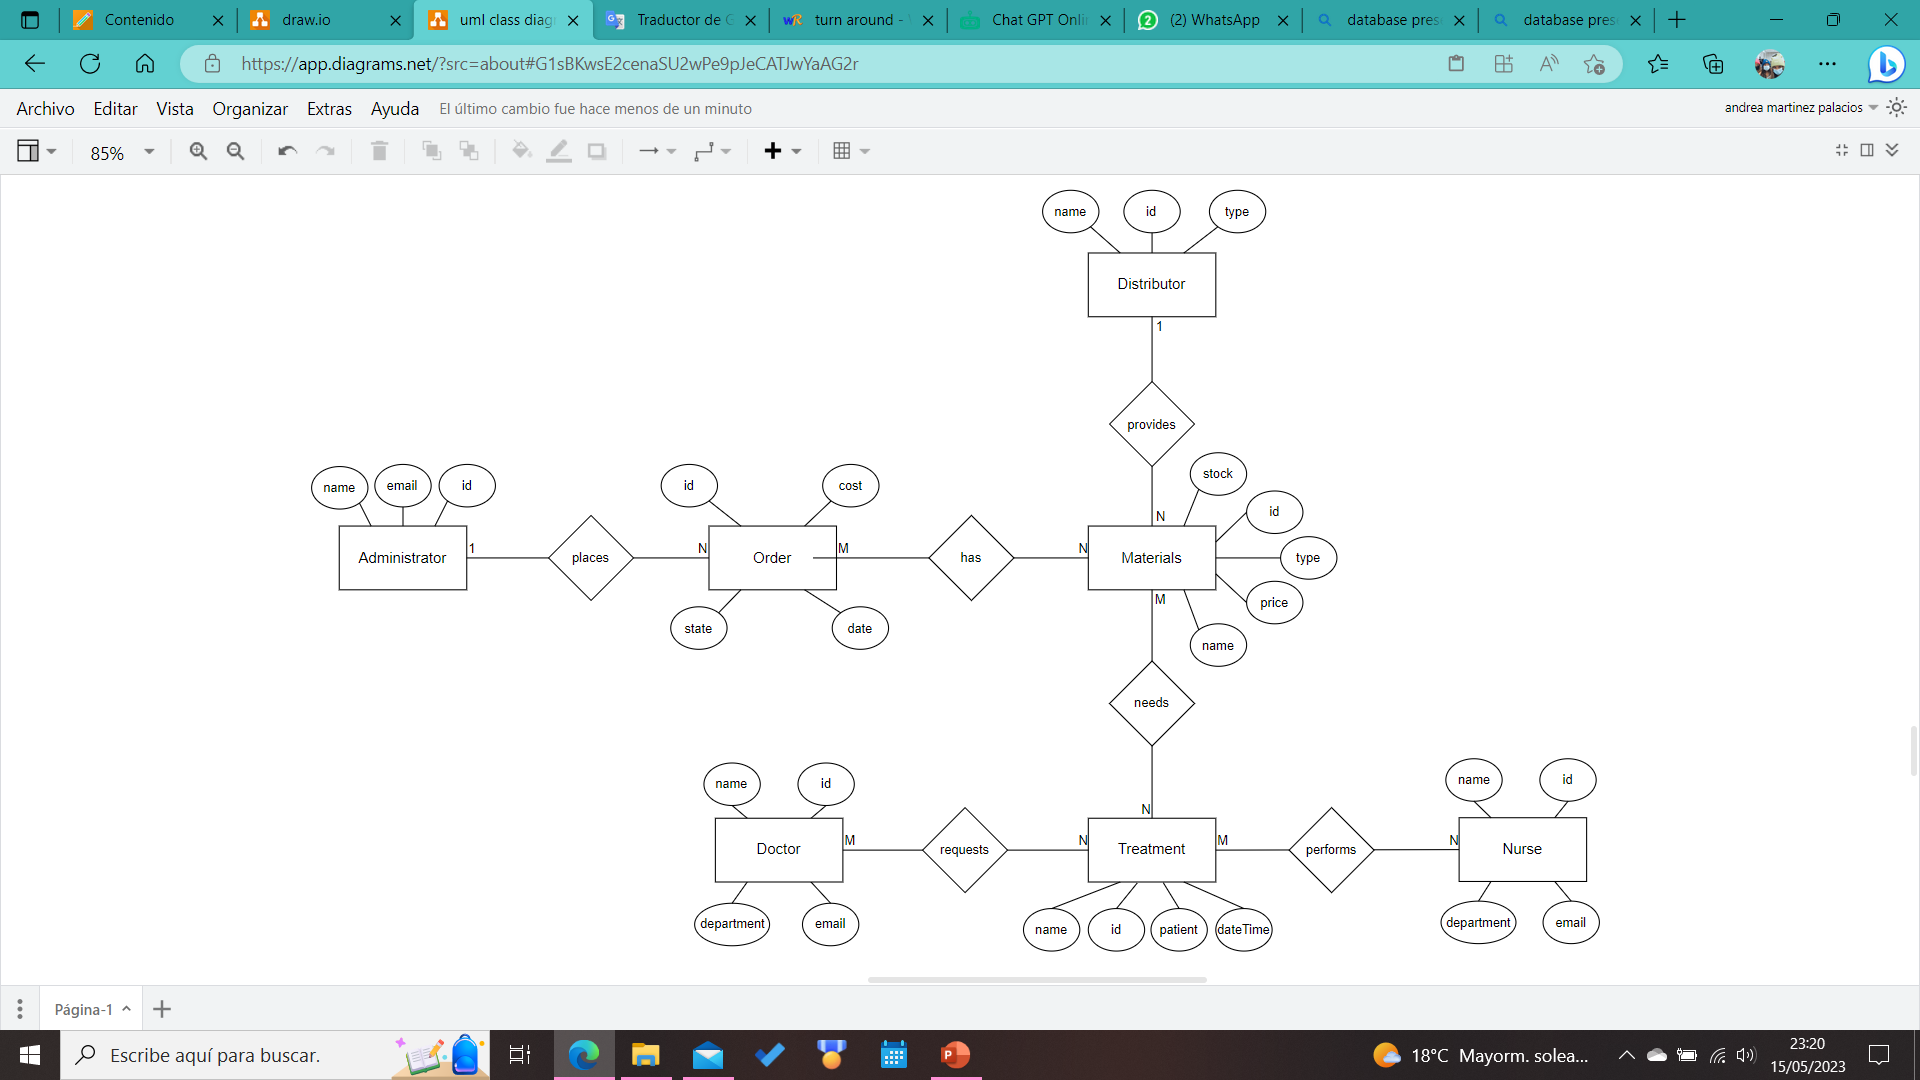 Contenido
draw.io
uml class diag
Traductor de G
turn around -
Chat GPT Onli
(2) WhatsApp
database pres
database pres
https://app.diagrams.net/?src=about#G1sBKwsE2cenaSU2wPe9pJeCATJwYaAG2r
Archivo Editar Vista Organizar Extras Ayuda El último cambio fue hace menos de un minuto
andrea martinez palacios
85%
name id type
Distributor
1
provides
stock
name email id
id cost
id
N
Administrator 1 places N Order M has N Materials type
M
price
state date
name
needs
name id
name id
N
Doctor M requests N Treatment M performs N Nurse
department email
name id patient dateTime
department email
Página-1
Escribe aquí para buscar.
18°C Mayorm. solea...
23:20
15/05/2023